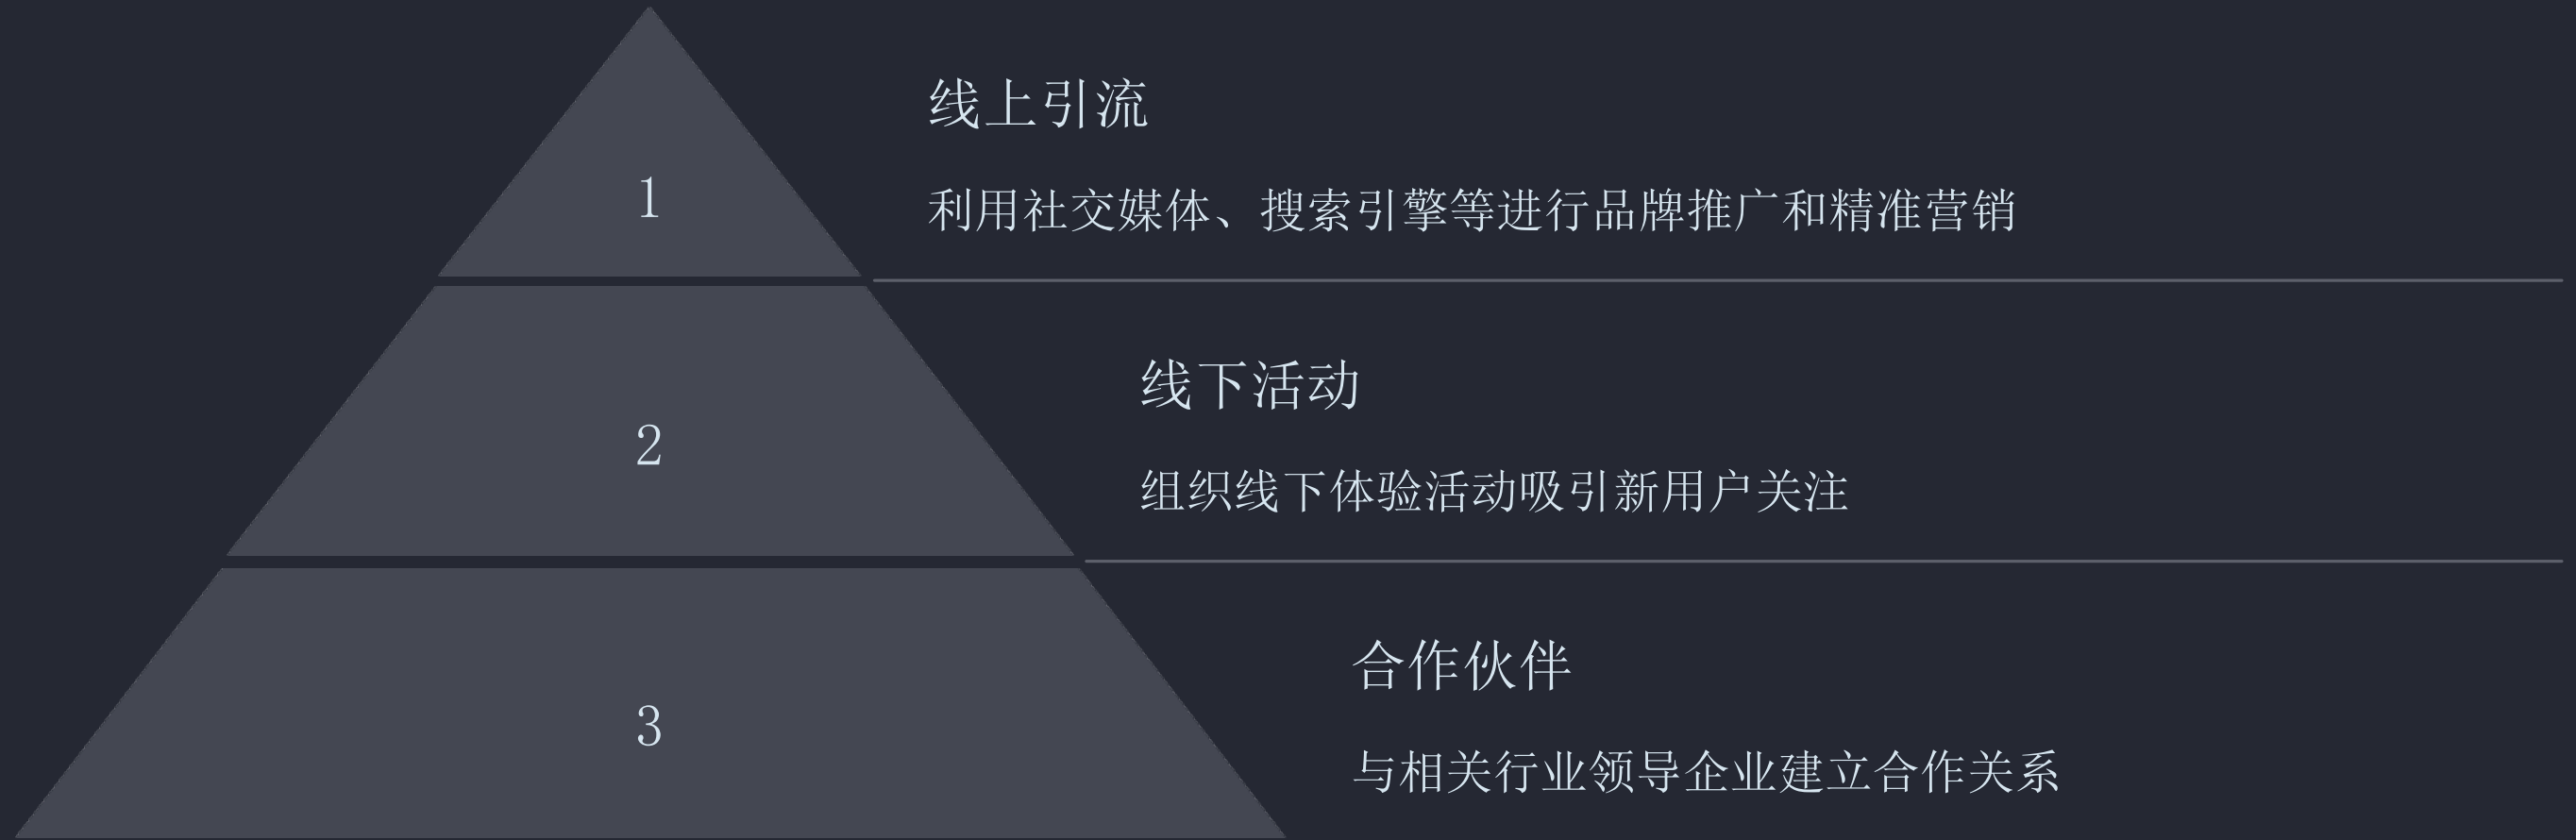 1
线上引流
利用社交媒体、搜索引擎等进行品牌推广和精准营销
2
线下活动
组织线下体验活动吸引新用户关注
3
合作伙伴
与相关行业领导企业建立合作关系